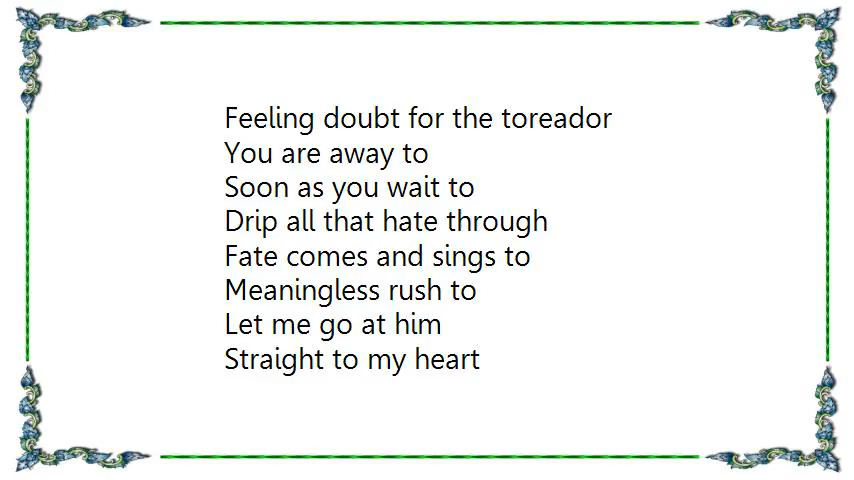 Feeling doubt for the toreador
You are away to
Soon as you wait to
Drip all that hate through
Fate comes and sings to
Meaningless rush to
Let me go at him
Straight to my heart